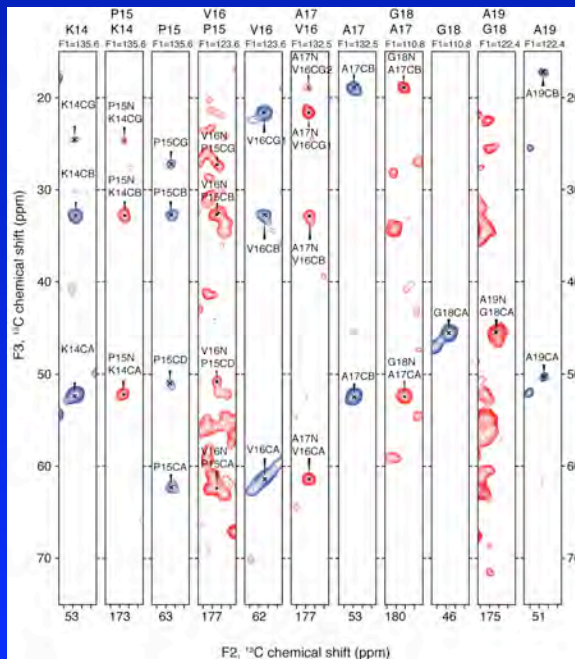 P15 V16 A17 G18 A19
K14 K14 P15 P15 V16 V16 A17 A17 G18 G18 A19
F1=135.6 F1=135.6 F1=135.6 F1=123.6 F1=123.6 F1=132.5 F1=132.5 F1=110.8 F1=110.8 F1=122.4 F1=122.4
A17N G18N
V16CG2 A17CB A17CB
20
A19CB
K14CG P15N
K14CG P15CG V16N
P15CG V16CG1 A17N
V16CG1
K14CB P15N
K14CB P15CB V16N
P15CB
30
V16CB A17N
V16CB
40
G18CA A19N
G18CA
K14CA P15N
K14CA P15CD V16N
P15CD A17CB G18N
A17CA A19CA
50
P15CA V16N
P15CA V16CA A17N
V16CA
60
70
53 173 63 177 62 177 53 180 46 175 51
F3, ¹³C chemical shift (ppm)
F2, ¹³C chemical shift (ppm)